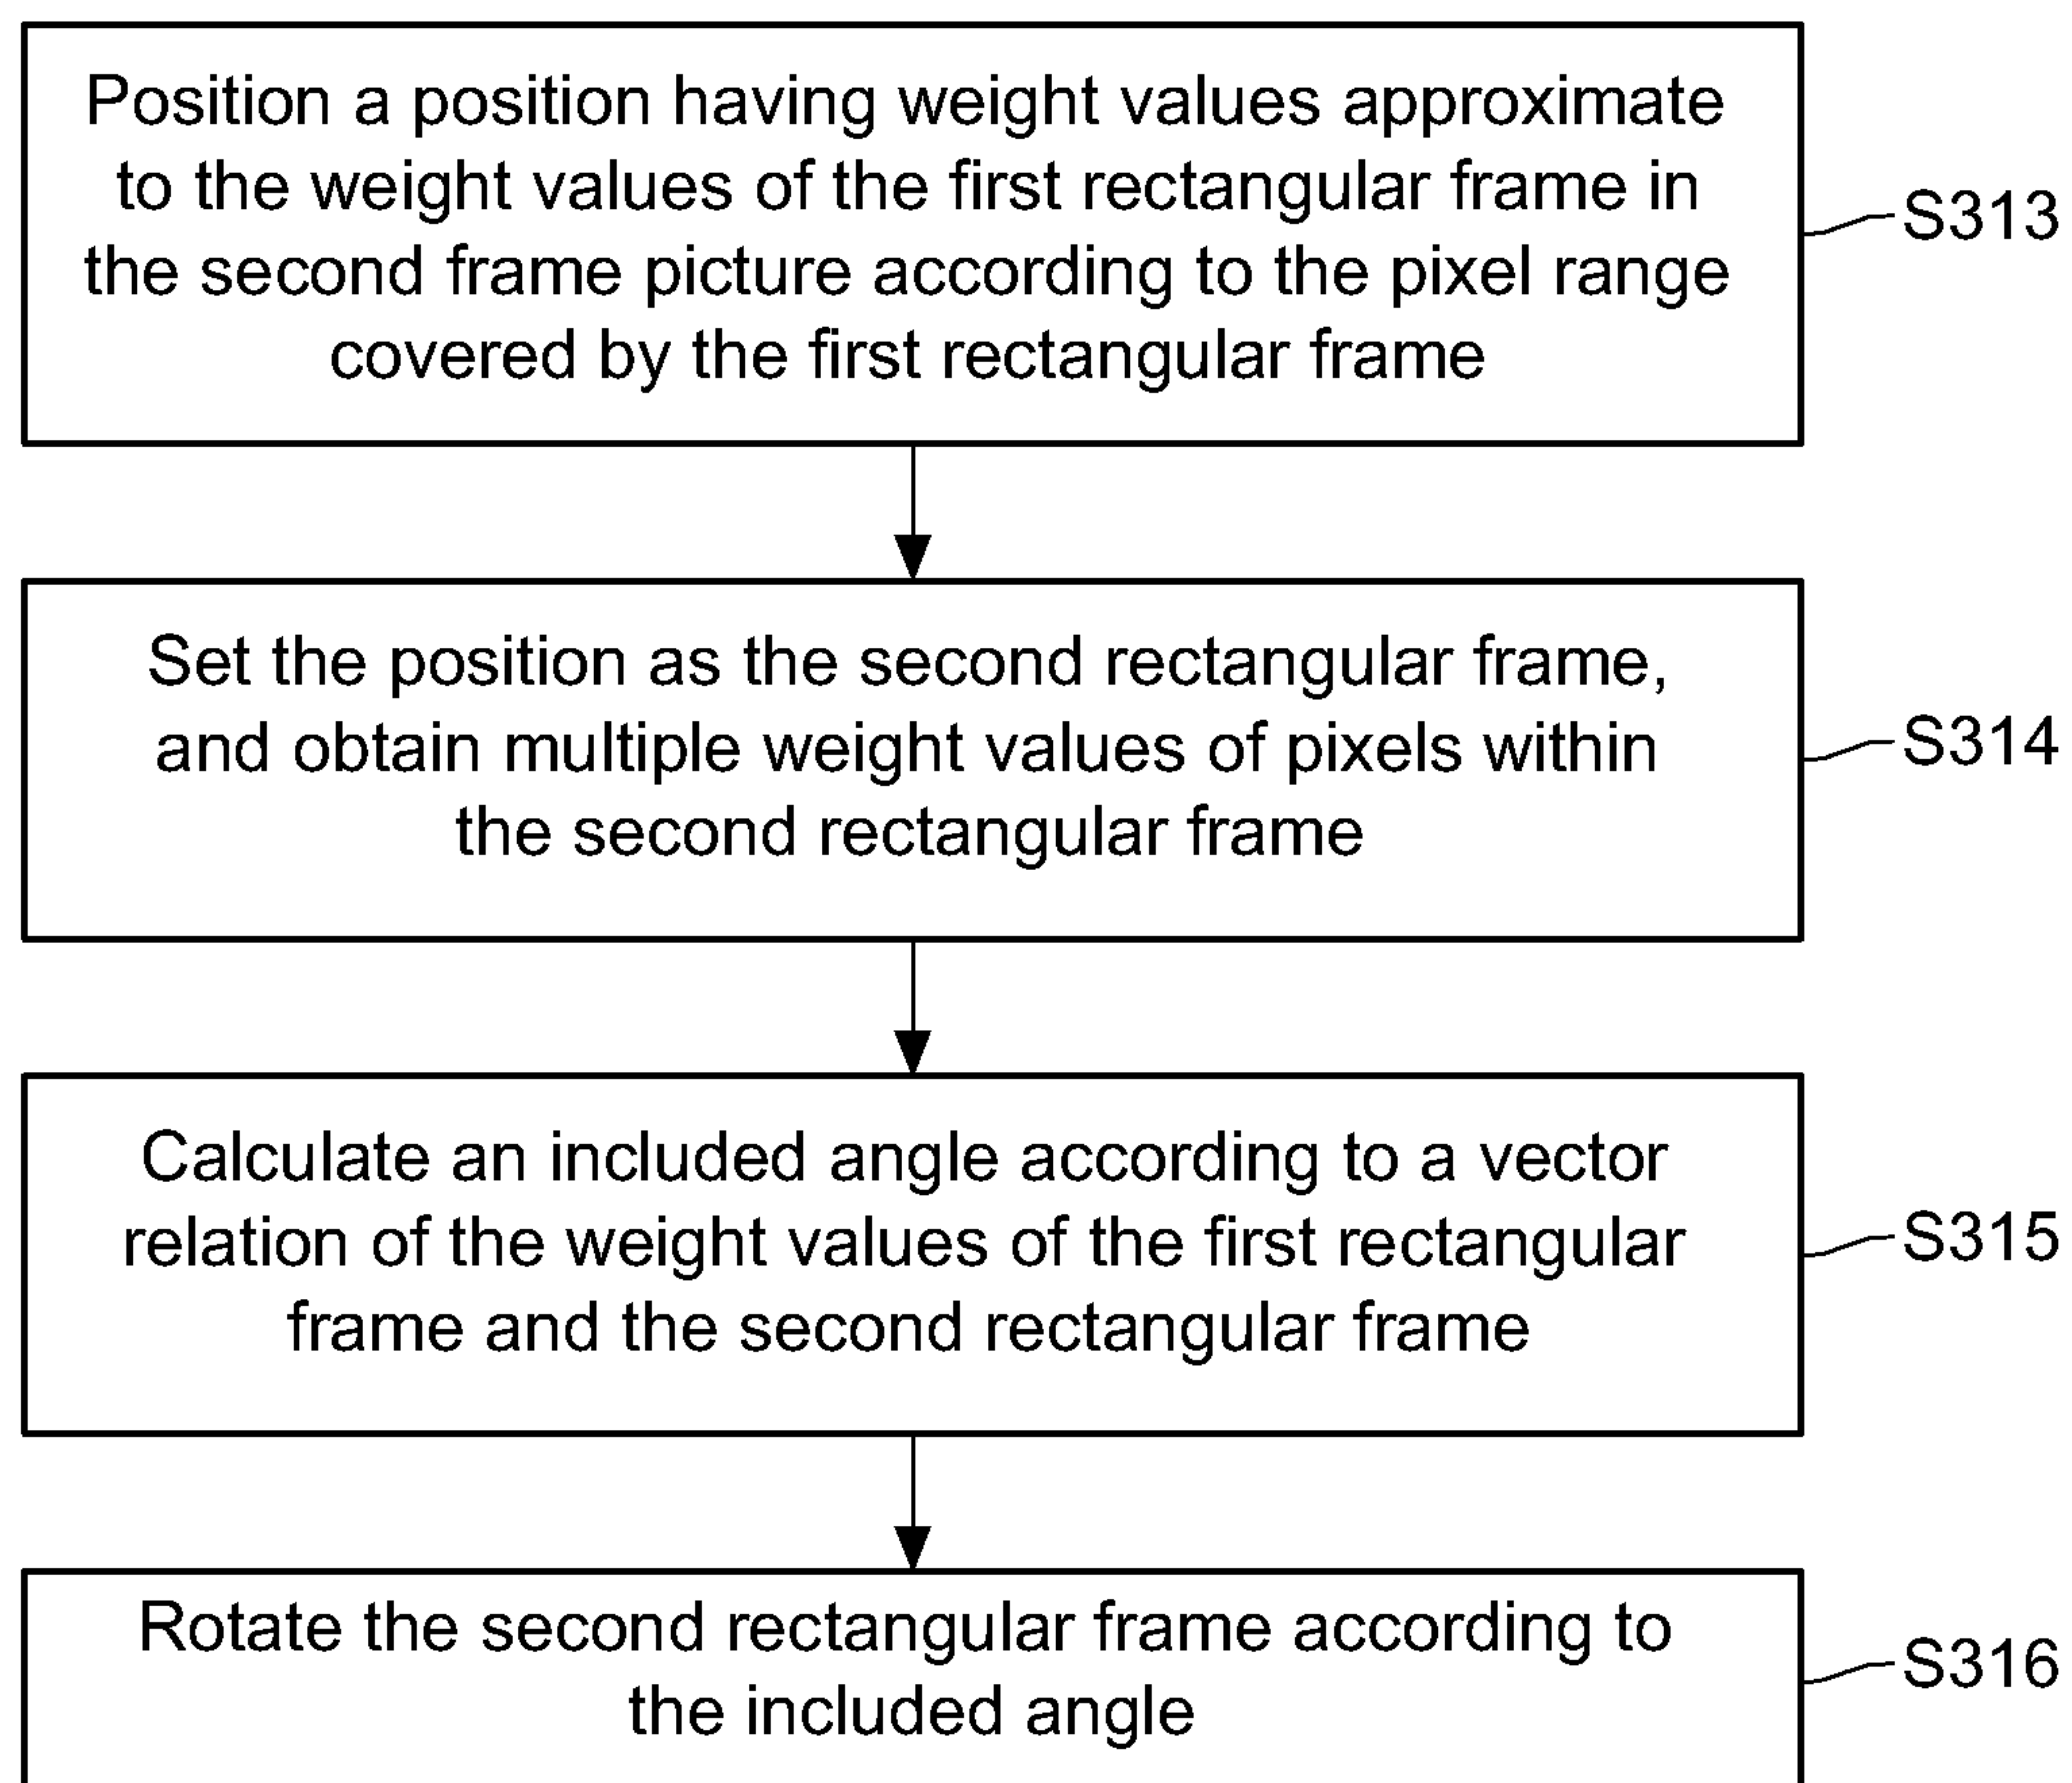 Position a position having weight values approximate
to the weight values of the first rectangular frame in
the second frame picture according to the pixel range
covered by the first rectangular frame
S313
Set the position as the second rectangular frame,
and obtain multiple weight values of pixels within
the second rectangular frame
S314
Calculate an included angle according to a vector
relation of the weight values of the first rectangular
frame and the second rectangular frame
S315
Rotate the second rectangular frame according to
the included angle
S316